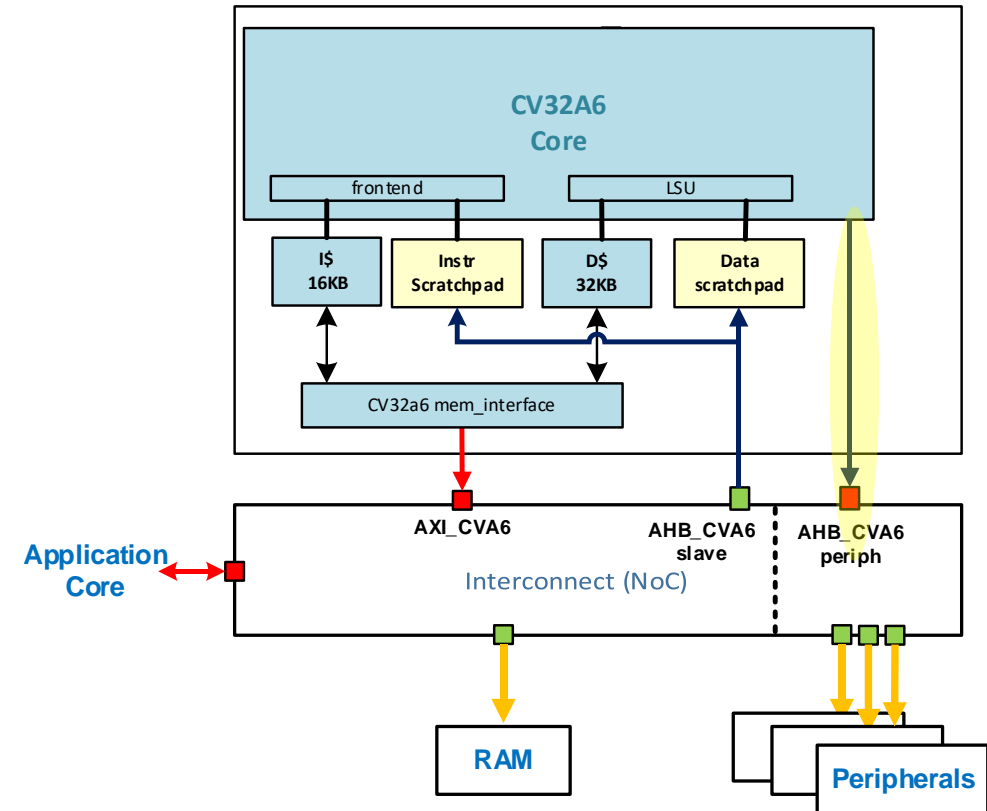 CV32A6
Core
frontend
LSU
I$
16KB
Instr
Scratchpad
D$
32KB
Data
scratchpad
CV32a6 mem_interface
AXI_CVA6
AHB_CVA6
slave
AHB_CVA6
periph
Application
Core
Interconnect (NoC)
RAM
Peripherals